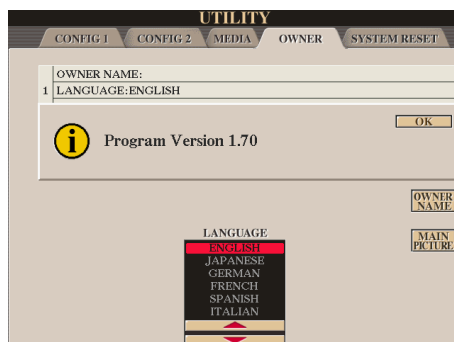 UTILITY
CONFIG 1 CONFIG 2 MEDIA OWNER SYSTEM RESET
OWNER NAME:
1 LANGUAGE:ENGLISH
OK
i Program Version 1.70
OWNER
NAME
LANGUAGE
MAIN
PICTURE
ENGLISH
JAPANESE
GERMAN
FRENCH
SPANISH
ITALIAN